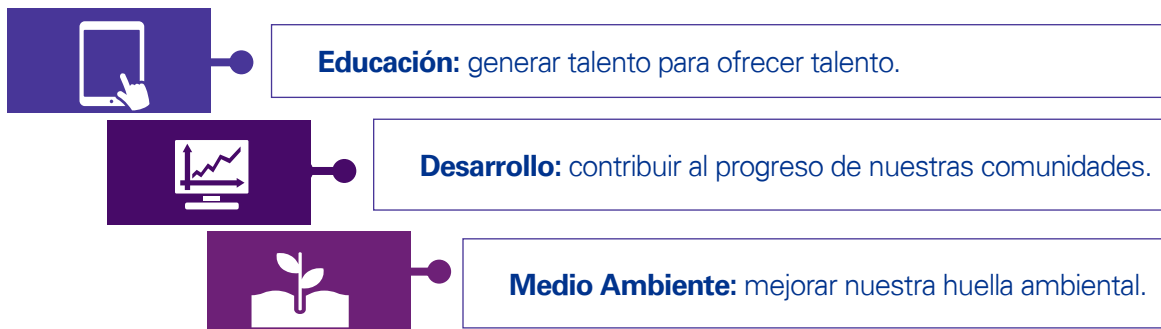 Educación: generar talento para ofrecer talento.
Desarrollo: contribuir al progreso de nuestras comunidades.
Medio Ambiente: mejorar nuestra huella ambiental.